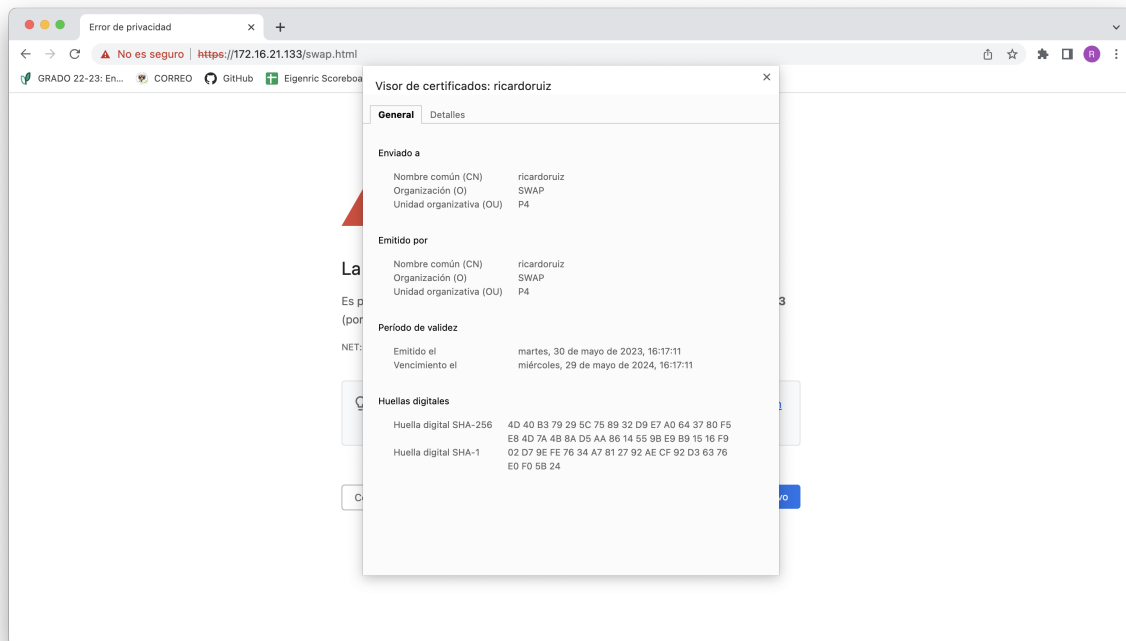 Error de privacidad
No es seguro https://172.16.21.133/swap.html
R
GRADO 22-23: En... CORREO GitHub Eigenric Scoreboa
Visor de certificados: ricardoruiz
General Detalles
Enviado a
Nombre común (CN) ricardoruiz
Organización (O) SWAP
Unidad organizativa (OU) P4
Emitido por
Nombre común (CN) ricardoruiz
Organización (O) SWAP
Unidad organizativa (OU) P4
Período de validez
Emitido el martes, 30 de mayo de 2023, 16:17:11
Vencimiento el miércoles, 29 de mayo de 2024, 16:17:11
Huellas digitales
Huella digital SHA-256 4D 40 B3 79 29 5C 75 89 32 D9 E7 A0 64 37 80 F5
E8 4D 7A 4B 8A D5 AA 86 14 55 9B E9 B9 15 16 F9
Huella digital SHA-1 02 D7 9E FE 76 34 A7 81 27 92 AE CF 92 D3 63 76
E0 F0 5B 24
La
Es p
3
(por
NET: